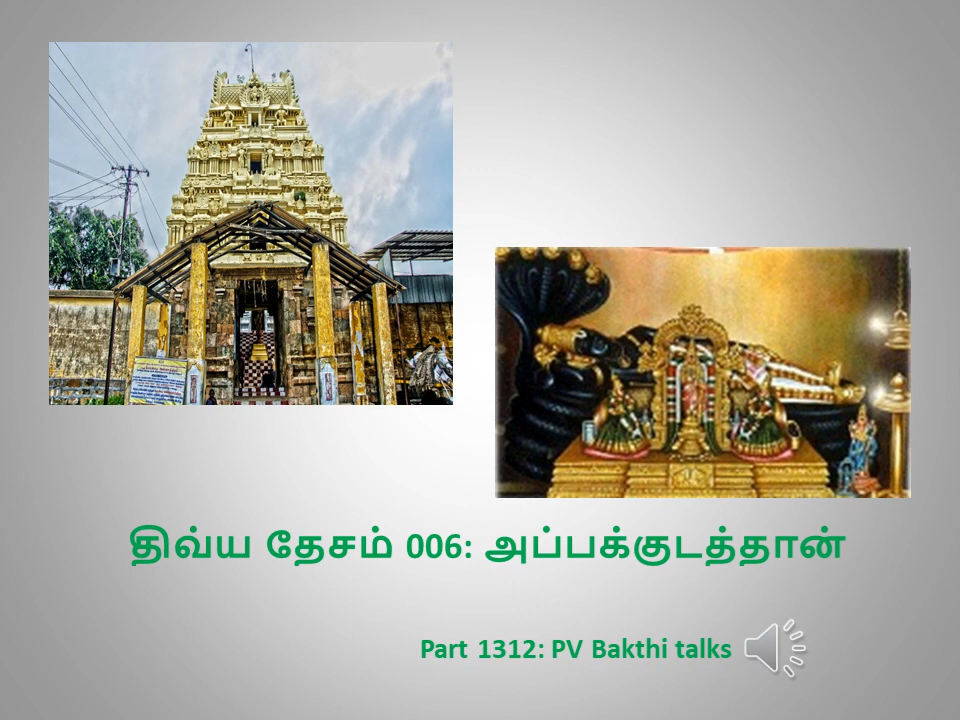 திவ்ய தேசம் 006: அப்பக்குடத்தான்
Part 1312: PV Bakthi talks